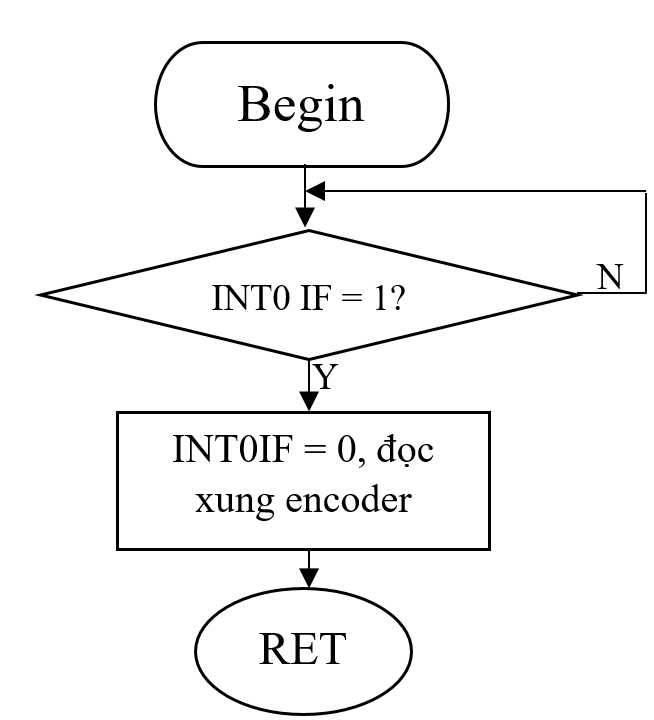 Begin
N
INT0 IF = 1?
Y
INT0IF = 0, đọc
xung encoder
RET